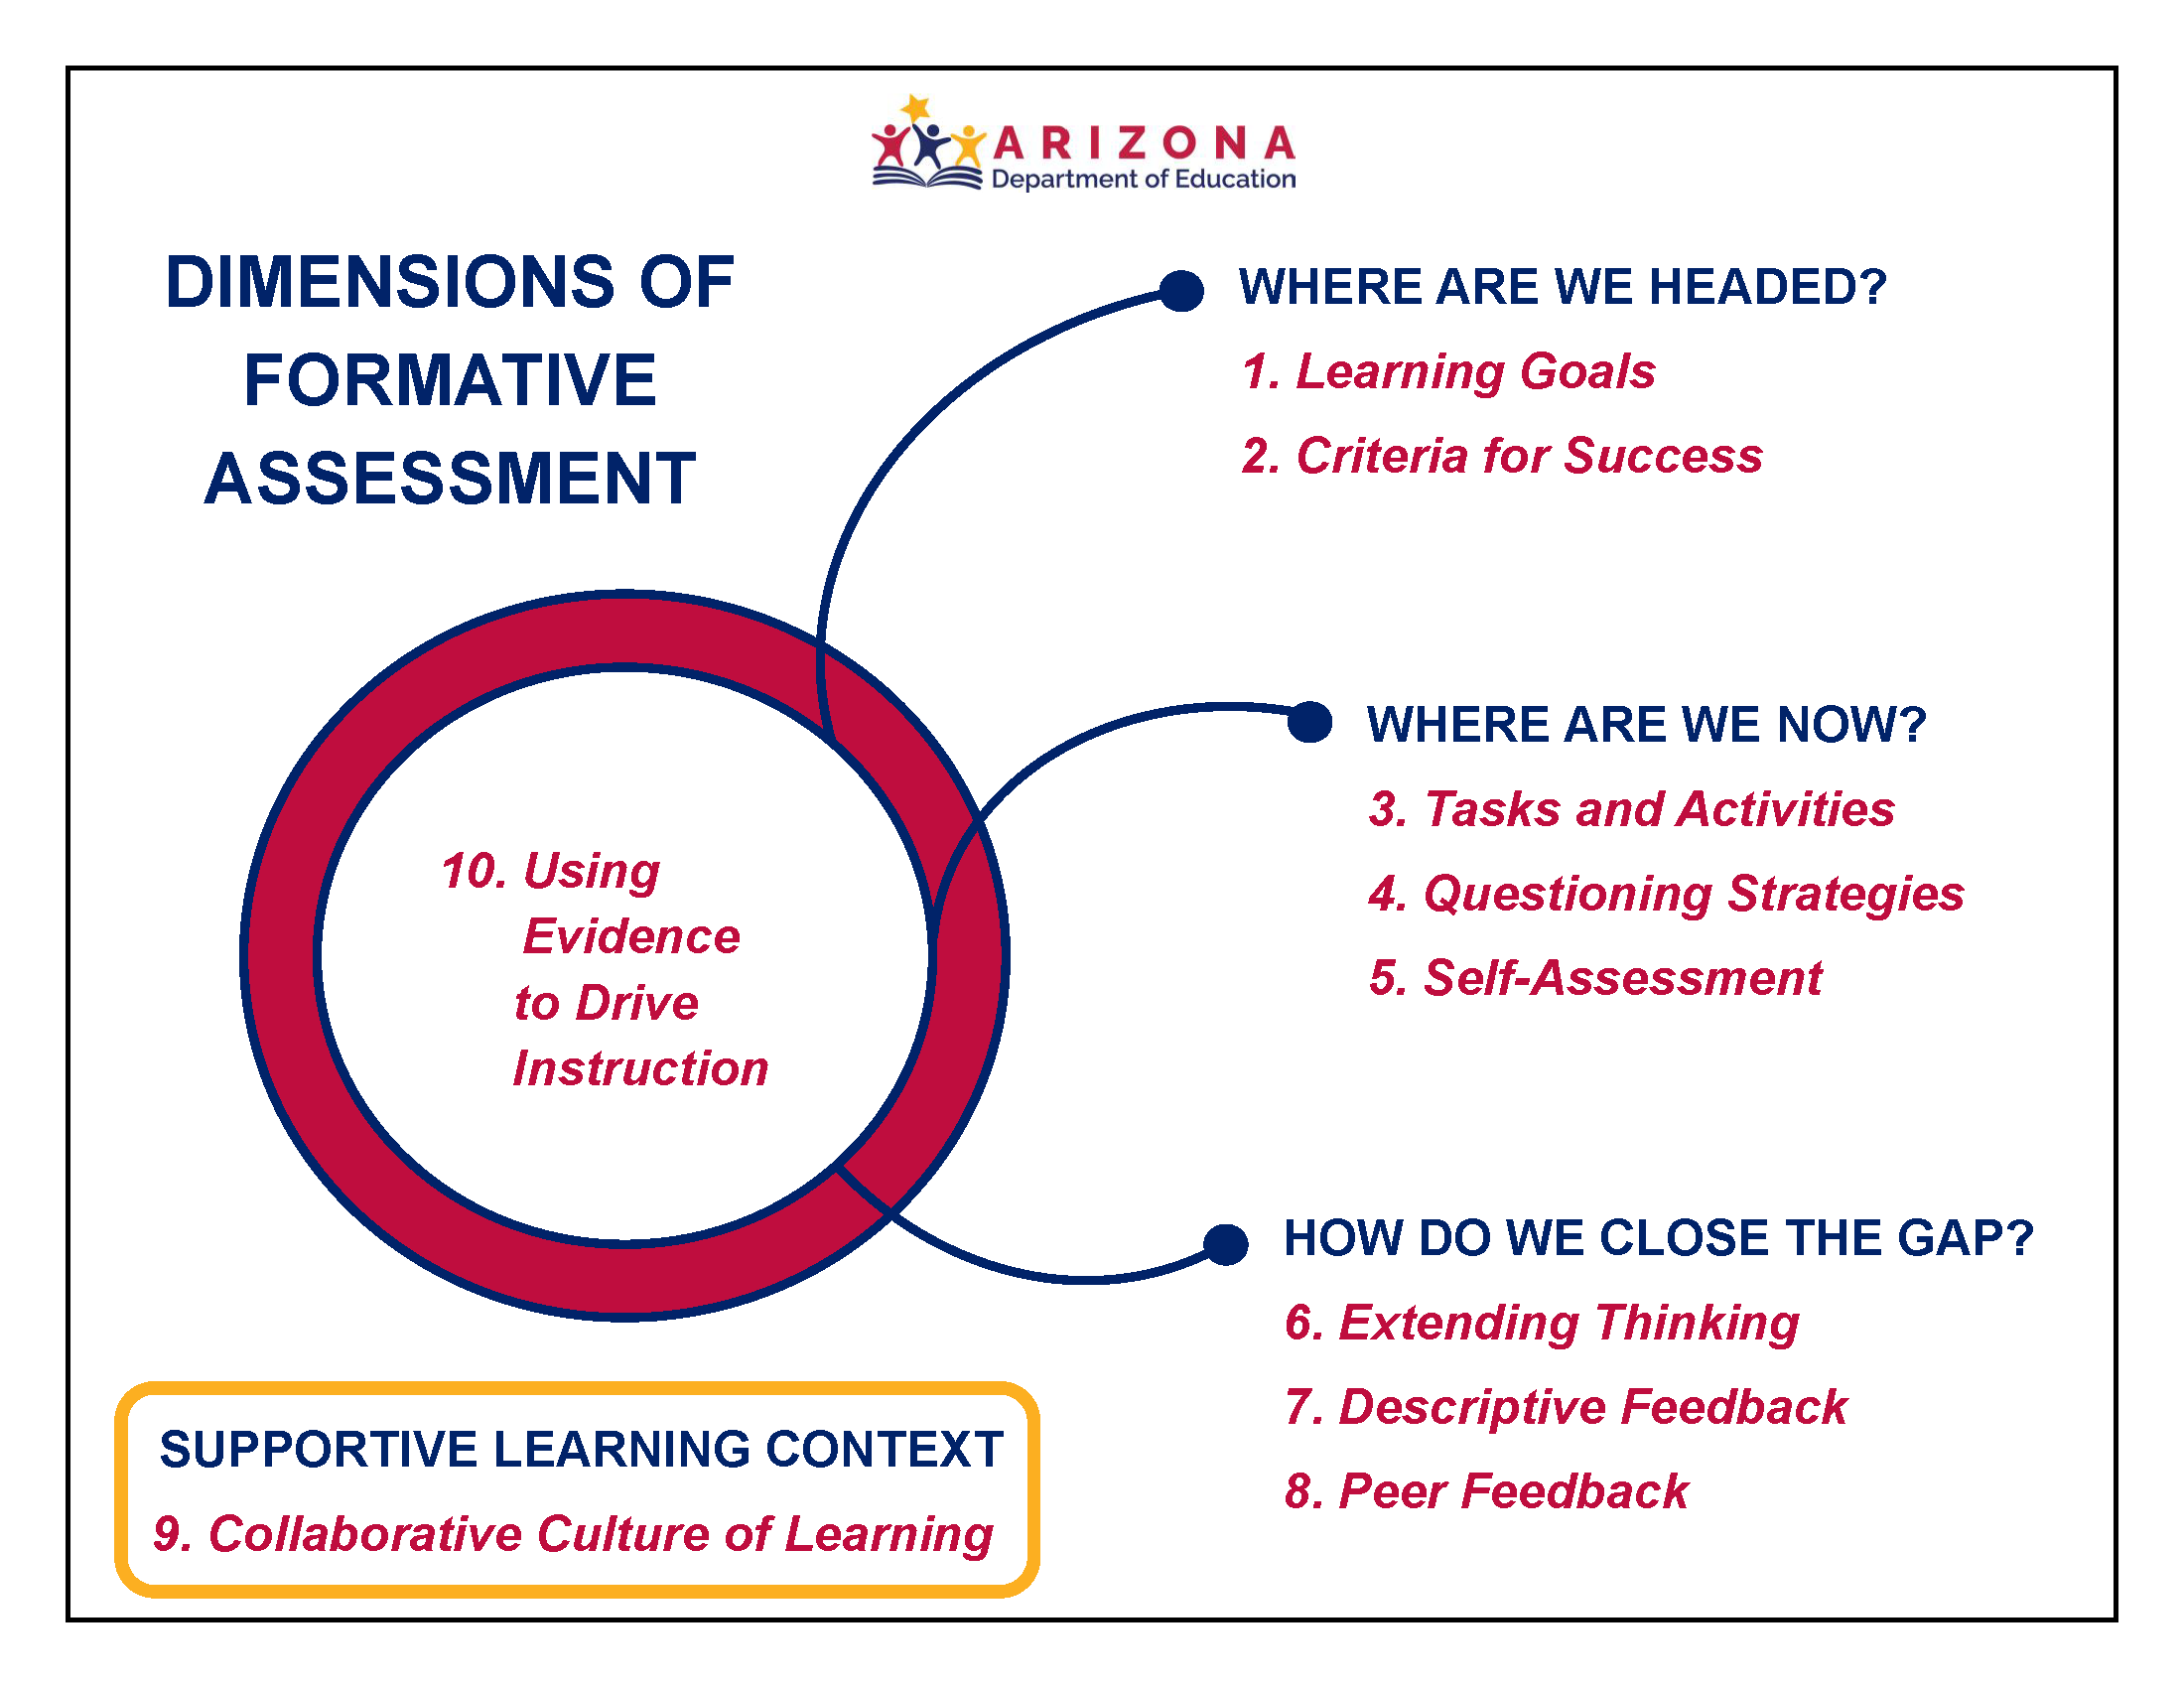 ARIZONA
Department of Education
DIMENSIONS OF
FORMATIVE
ASSESSMENT
WHERE ARE WE HEADED?
1. Learning Goals
2. Criteria for Success
WHERE ARE WE NOW?
3. Tasks and Activities
4. Questioning Strategies
5. Self-Assessment
10. Using
Evidence
to Drive
Instruction
HOW DO WE CLOSE THE GAP?
6. Extending Thinking
7. Descriptive Feedback
8. Peer Feedback
SUPPORTIVE LEARNING CONTEXT
9. Collaborative Culture of Learning